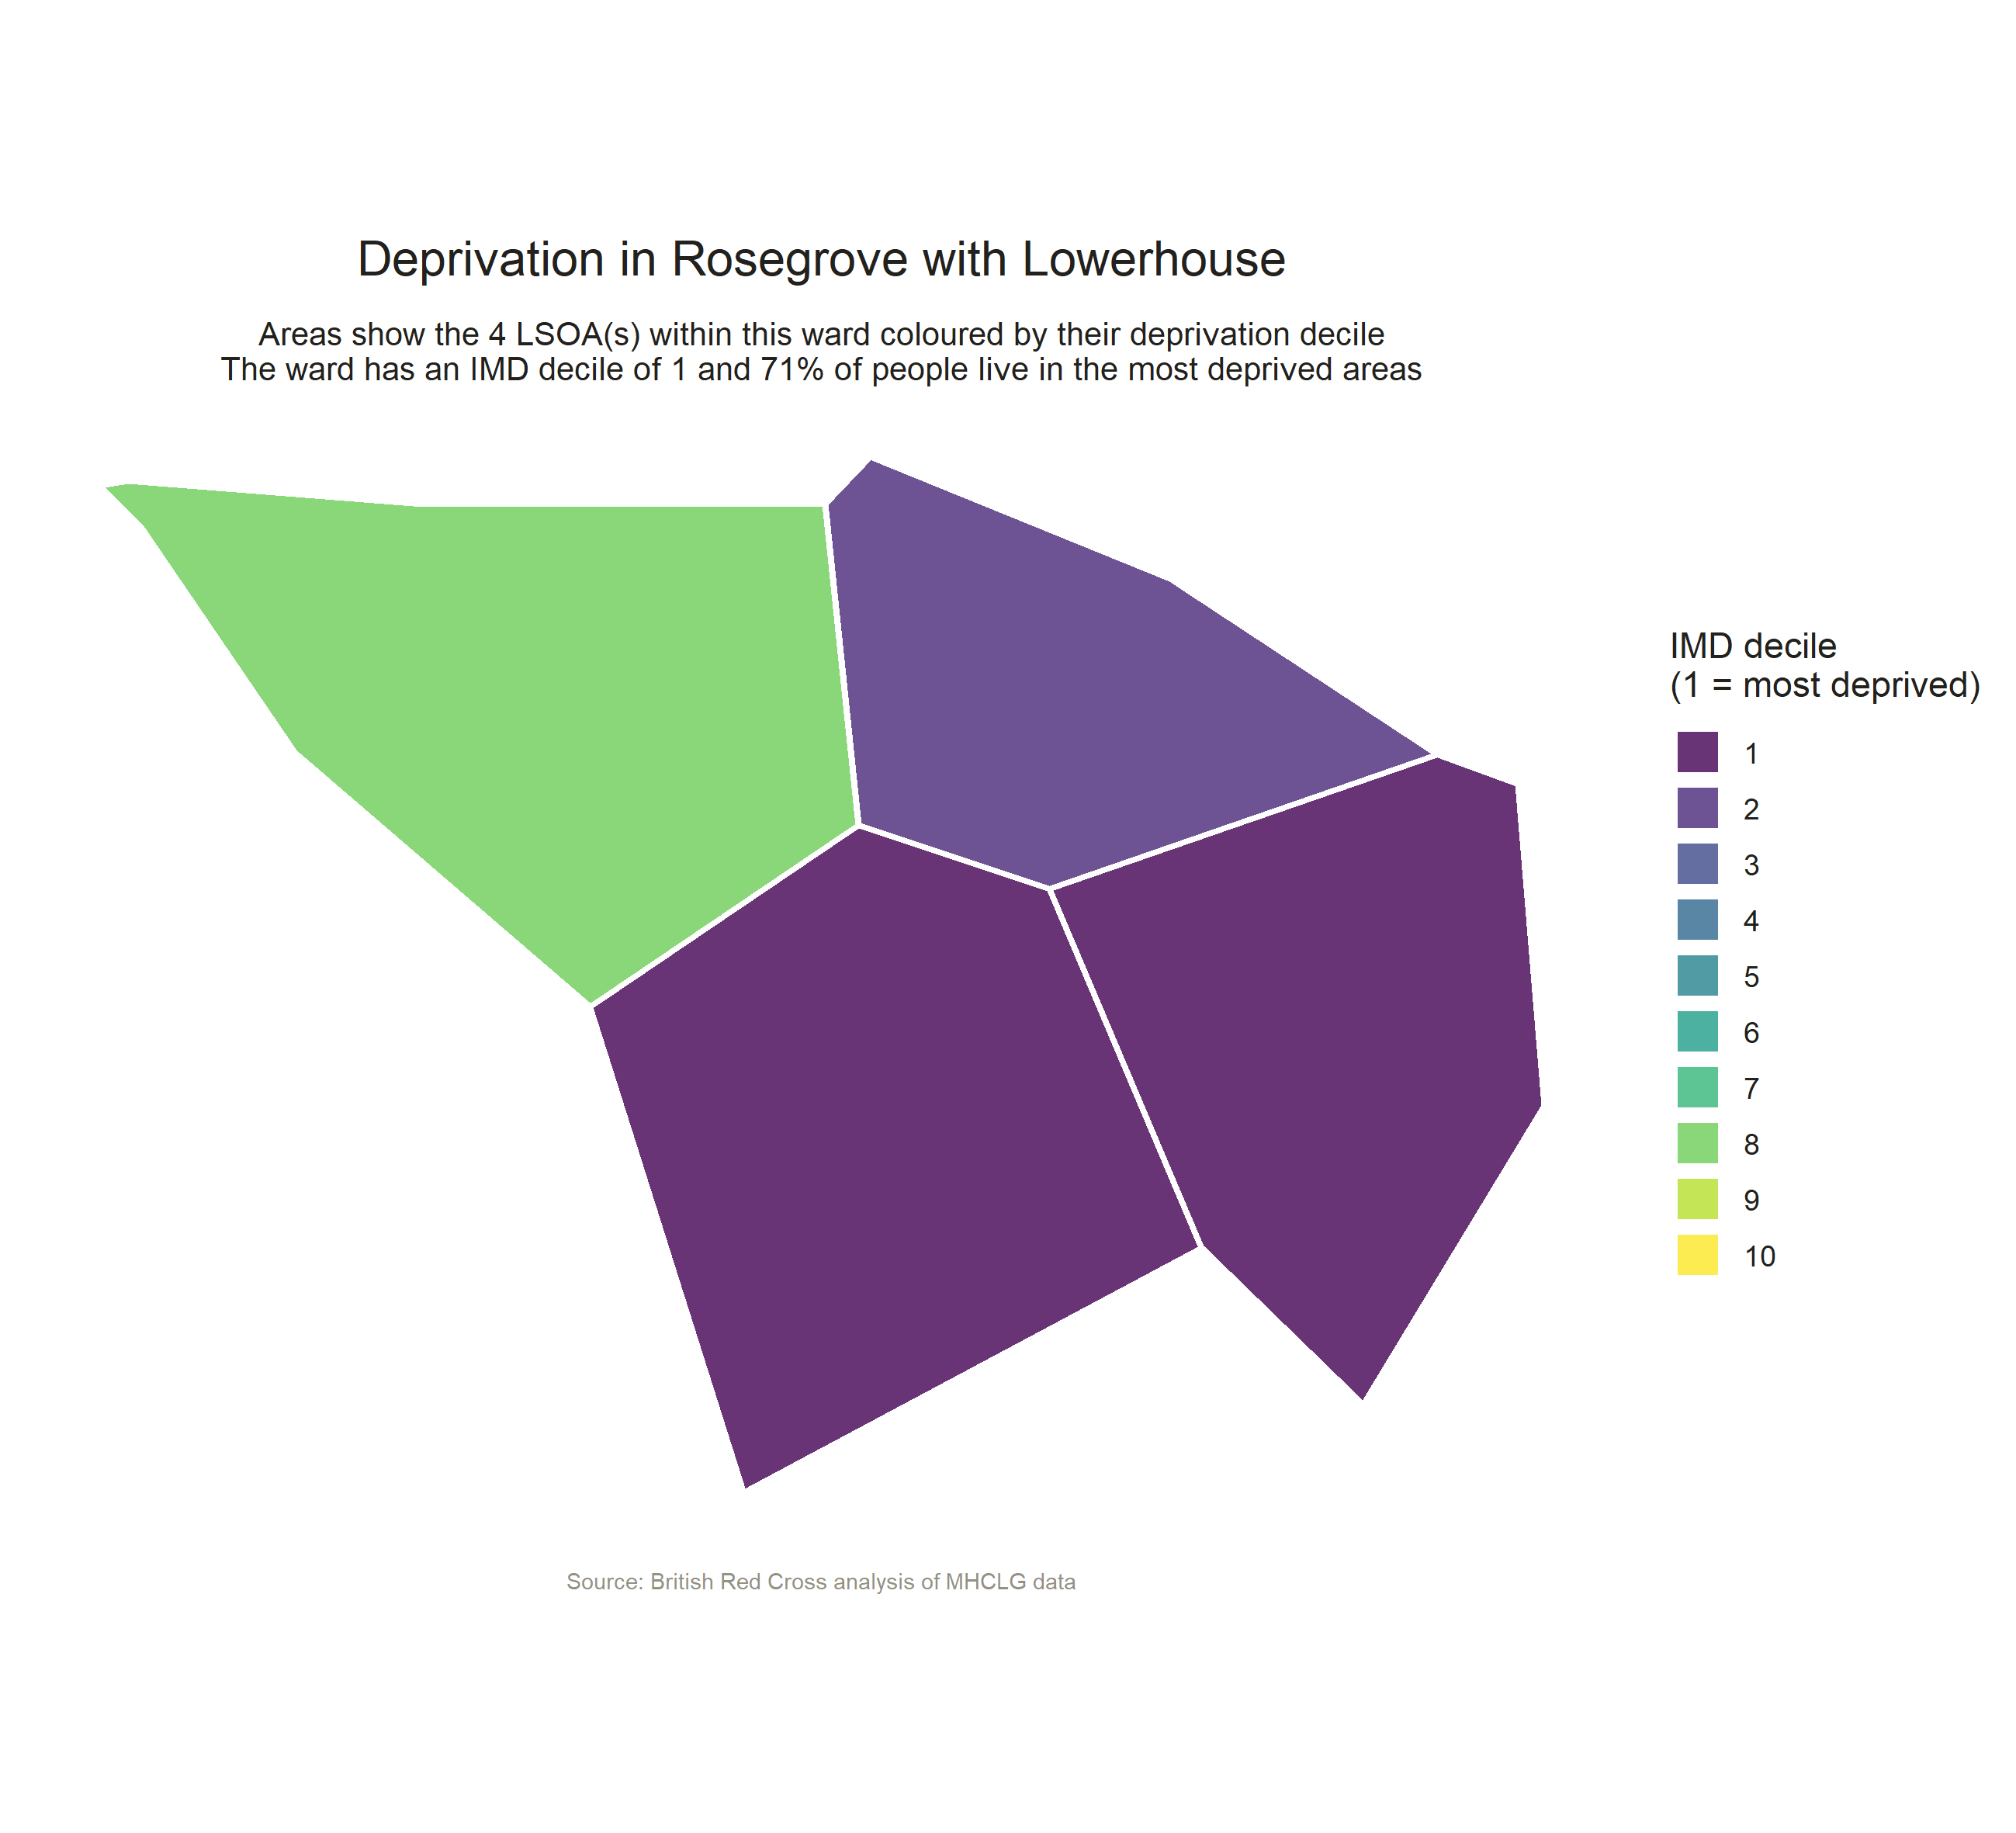 Deprivation in Rosegrove with Lowerhouse
Areas show the 4 LSOA(s) within this ward coloured by their deprivation decile
The ward has an IMD decile of 1 and 71% of people live in the most deprived areas
IMD decile
(1 = most deprived)
1
2
3
4
5
6
7
8
9
10
Source: British Red Cross analysis of MHCLG data